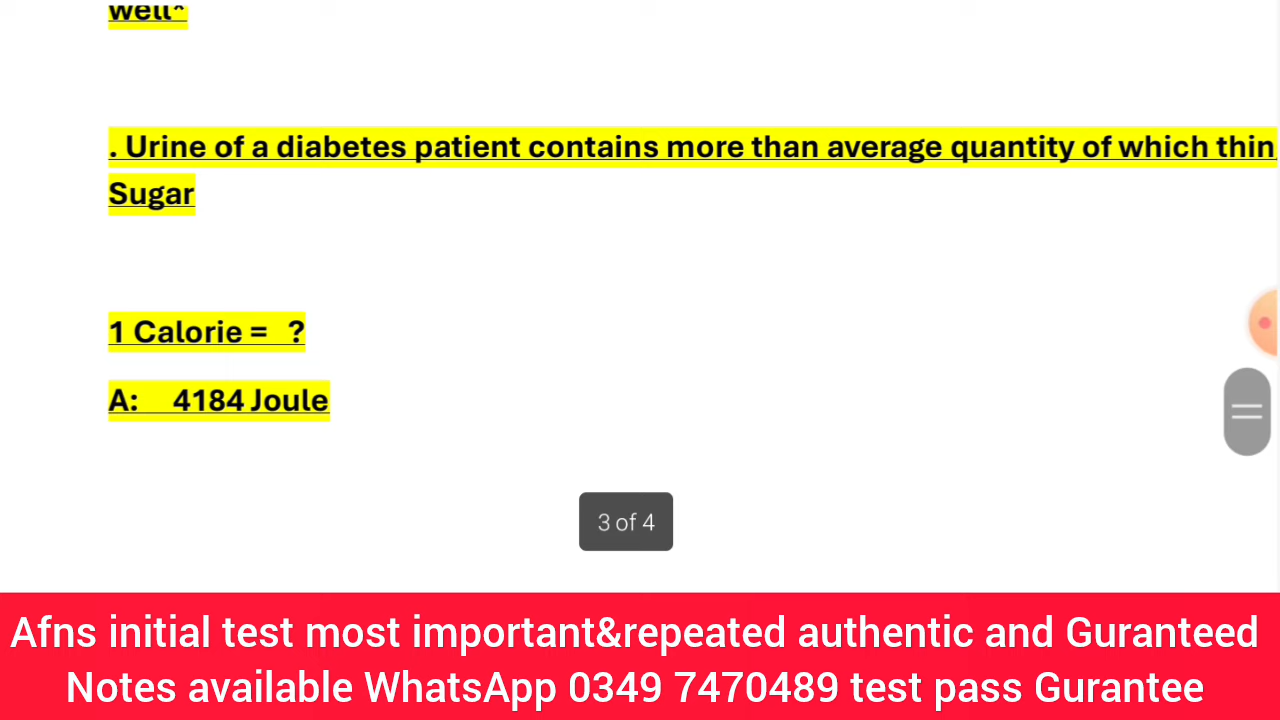 well*
. Urine of a diabetes patient contains more than average quantity of which thin
Sugar
1 Calorie = ?
A: 4184 Joule
3 of 4
Afns initial test most important&repeated authentic and Guranteed
Notes available WhatsApp 0349 7470489 test pass Gurantee